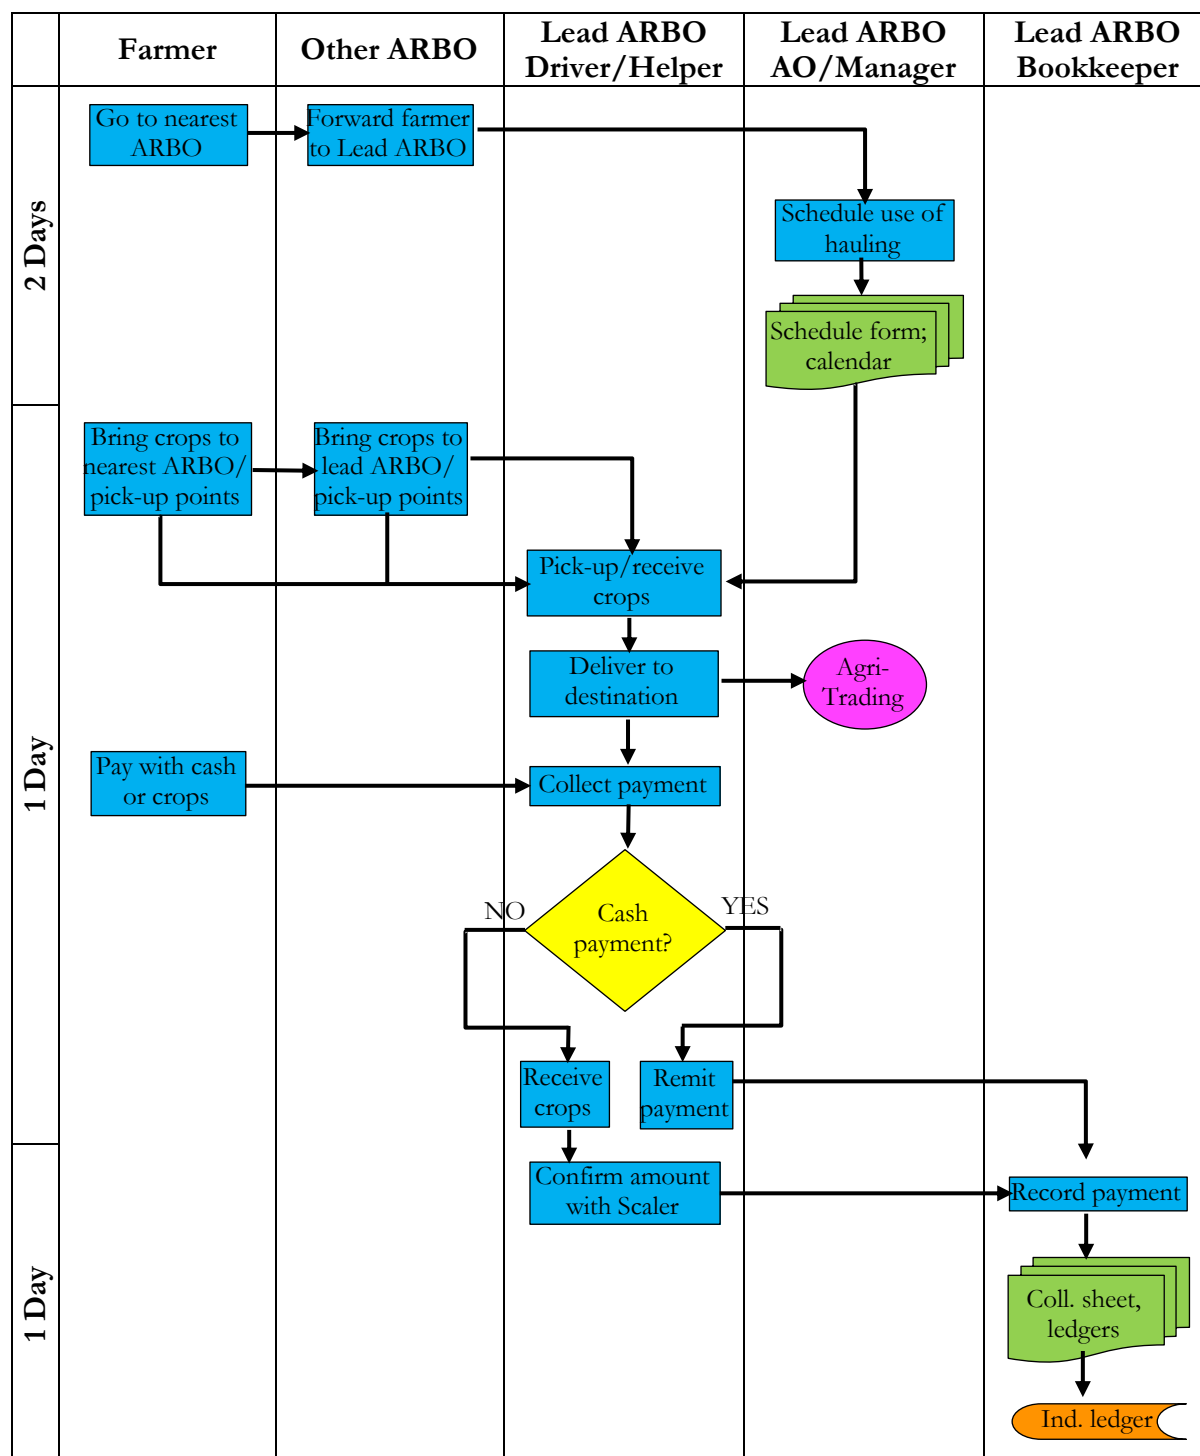 Farmer
Other ARBO
Lead ARBO
Driver/Helper
Lead ARBO
AO/Manager
Lead ARBO
Bookkeeper
2 Days
Go to nearest
ARBO
Forward farmer
to Lead ARBO
Schedule use of
hauling
Schedule form;
calendar
1 Day
Bring crops to
nearest ARBO/
pick-up points
Bring crops to
lead ARBO/
pick-up points
Pick-up/receive
crops
Deliver to
destination
Agri-
Trading
Pay with cash
or crops
Collect payment
Cash
payment?
NO
YES
Receive
crops
Remit
payment
1 Day
Confirm amount
with Scaler
Record payment
Coll. sheet,
ledgers
Ind. ledger